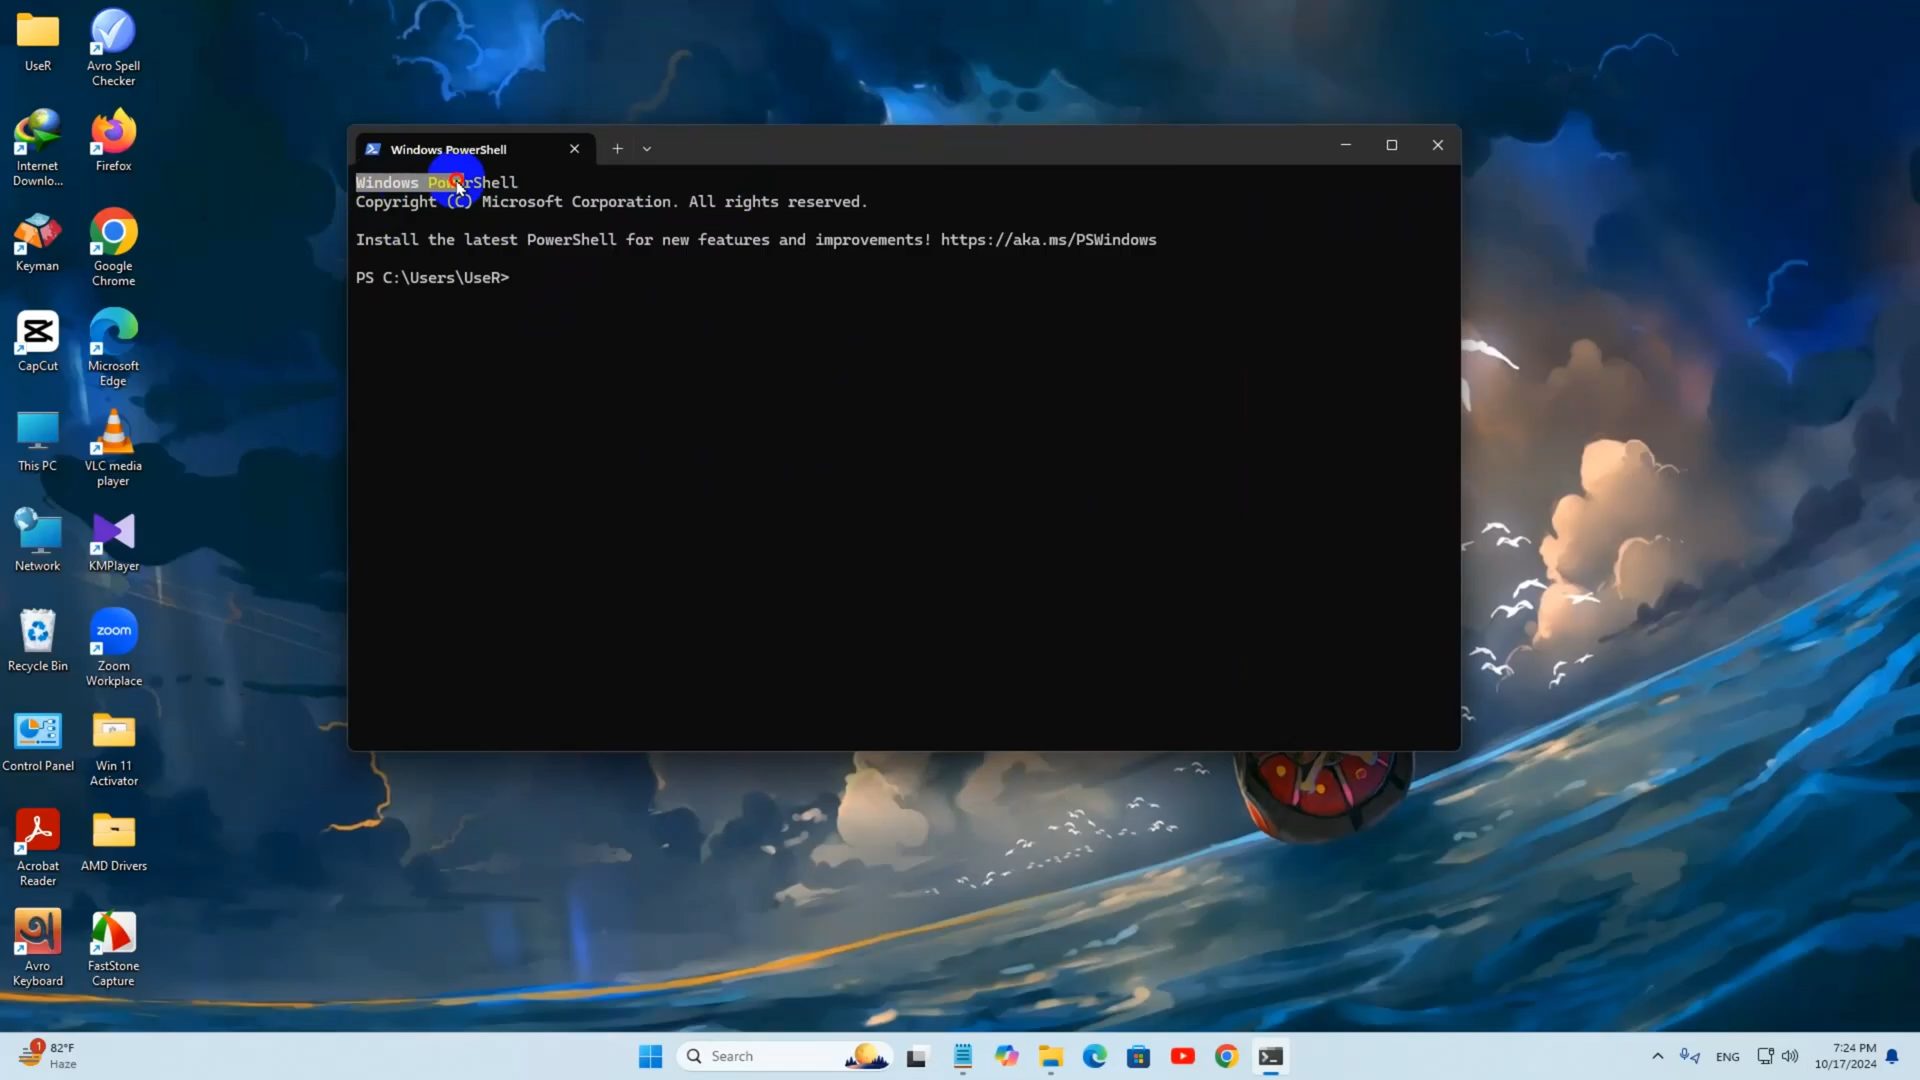 UseR
Avro Spell
Checker
Internet
Downlo...
Firefox
Keyman
Google
Chrome
CapCut
Microsoft
Edge
This PC
VLC media
player
Network
KMPlayer
Recycle Bin
zoom
Zoom
Workplace
Control Panel
Win 11
Activator
Acrobat
Reader
AMD Drivers
Avro
Keyboard
FastStone
Capture
Windows PowerShell
Windows PowerShell
Copyright (C) Microsoft Corporation. All rights reserved.
Install the latest PowerShell for new features and improvements! https://aka.ms/PSWindows
PS C:\Users\UseR>
1
82°F
Haze
Search
ENG
7:24 PM
10/17/2024